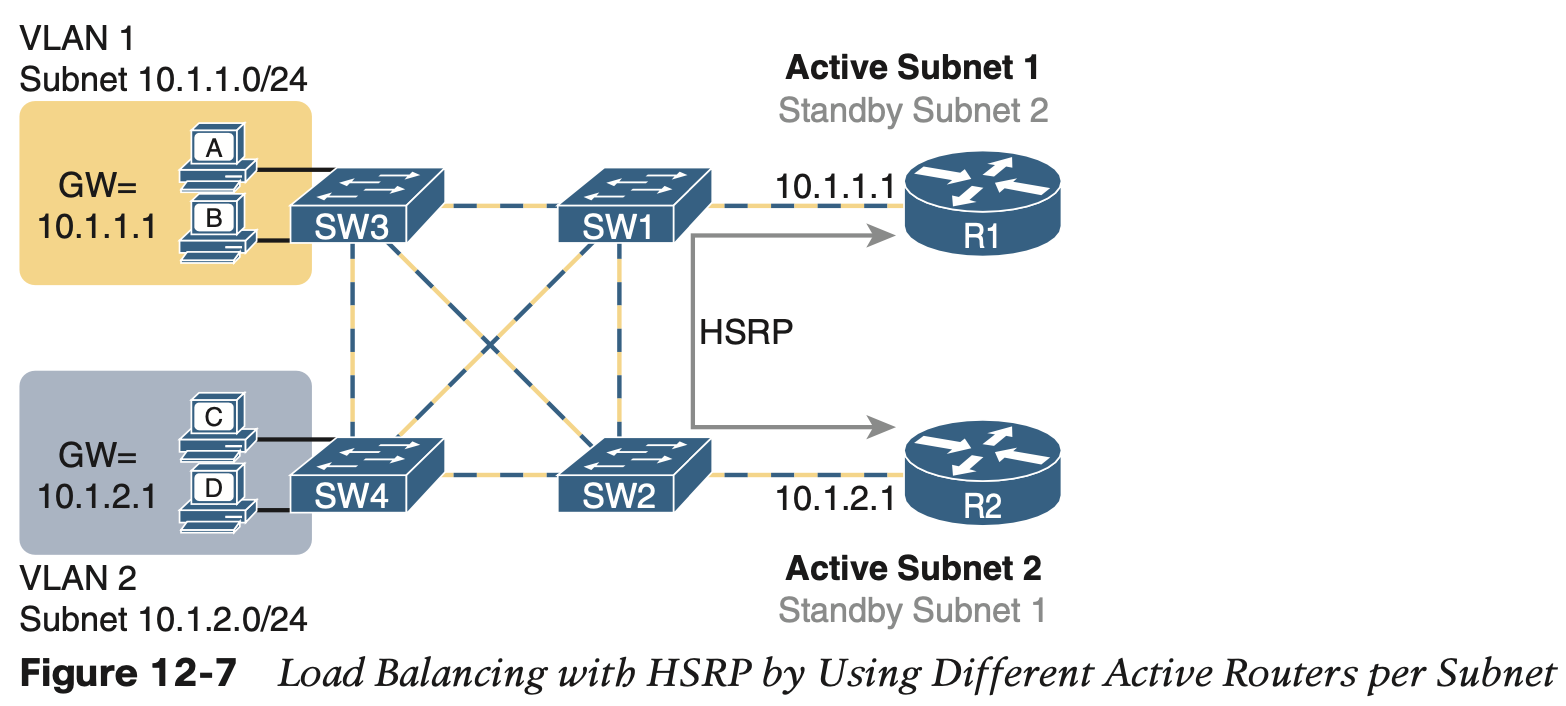 VLAN 1
Subnet 10.1.1.0/24
Active Subnet 1
Standby Subnet 2
A
GW=
10.1.1.1
B
SW3
SW1
10.1.1.1
R1
HSRP
C
GW=
10.1.2.1
D
SW4
SW2
10.1.2.1
R2
VLAN 2
Subnet 10.1.2.0/24
Active Subnet 2
Standby Subnet 1
Figure 12-7 Load Balancing with HSRP by Using Different Active Routers per Subnet